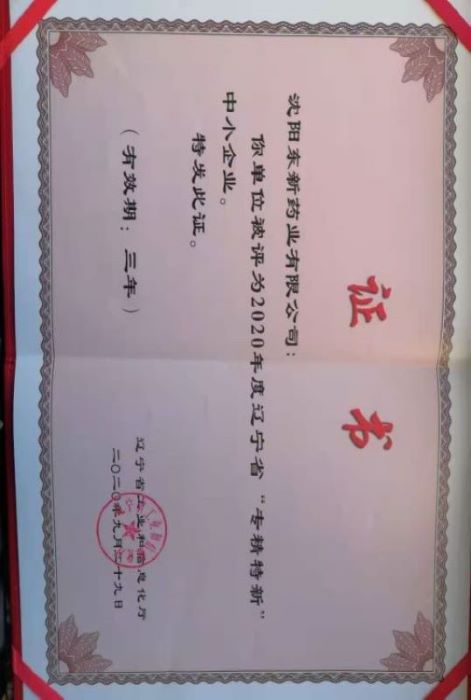 证书
沈阳东新药业有限公司：
你单位被评为2020年度辽宁省“专精特新”
中小企业。
特发此证。
（有效期：三年）
辽宁省工业和信息化厅
二〇二〇年九月二十九日